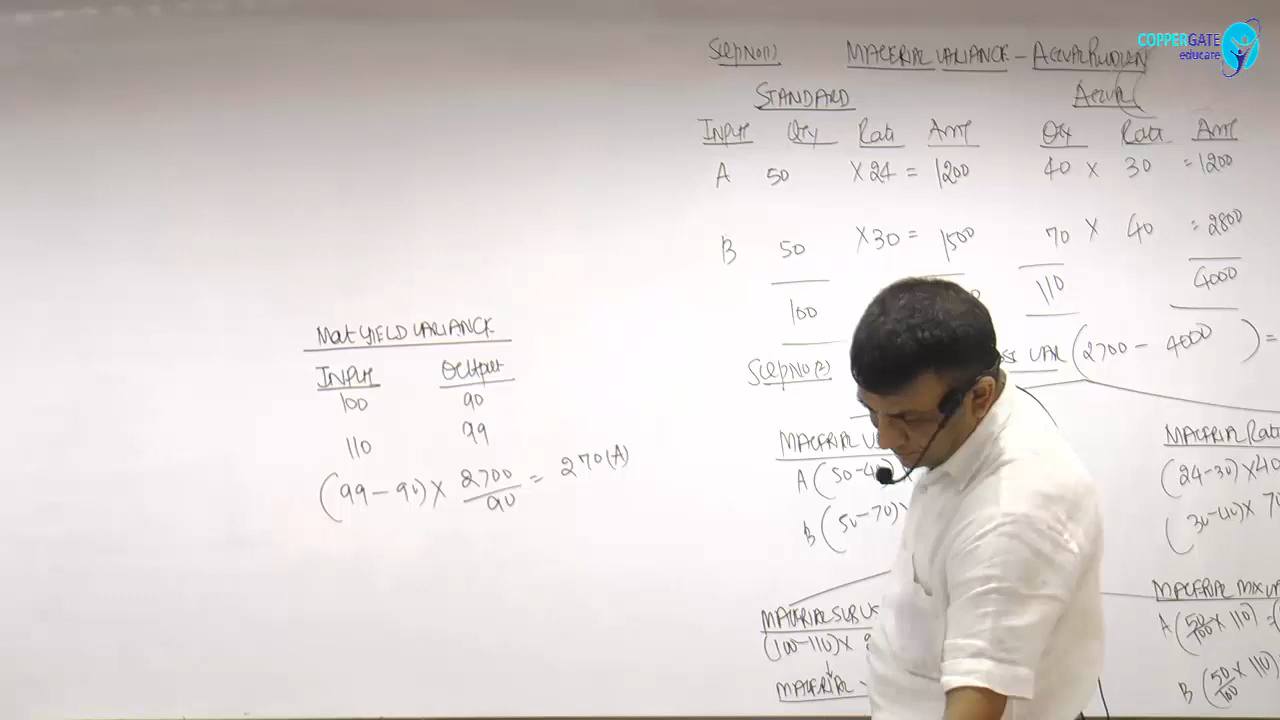 COPPERGATE
educate
Step No(1) MATERIAL VARIANCE - ACTUAL
STANDARD Actual
INPUT Qty Rate AMT Qty Rate AMT
A 50 × 24 = 1200 40 × 30 = 1200
B 50 × 30 = 1500 70 × 40 = 2800
100 110 4000
Step No(2) VAR (2700 - 4000) =
Mat YIELD VARIANCE
INPUT Output
100 90
110 99
(99 - 90) × 2700/90 = 270(A)
MATERIAL MATERIAL Rate
A (50-40) (24-30) × 40
B (50-70) × (30-40) × 70
MATERIAL SUB MATERIAL MIX
(100-110) × A (50/100 × 110)
MATERIAL B (50/100 × 110)